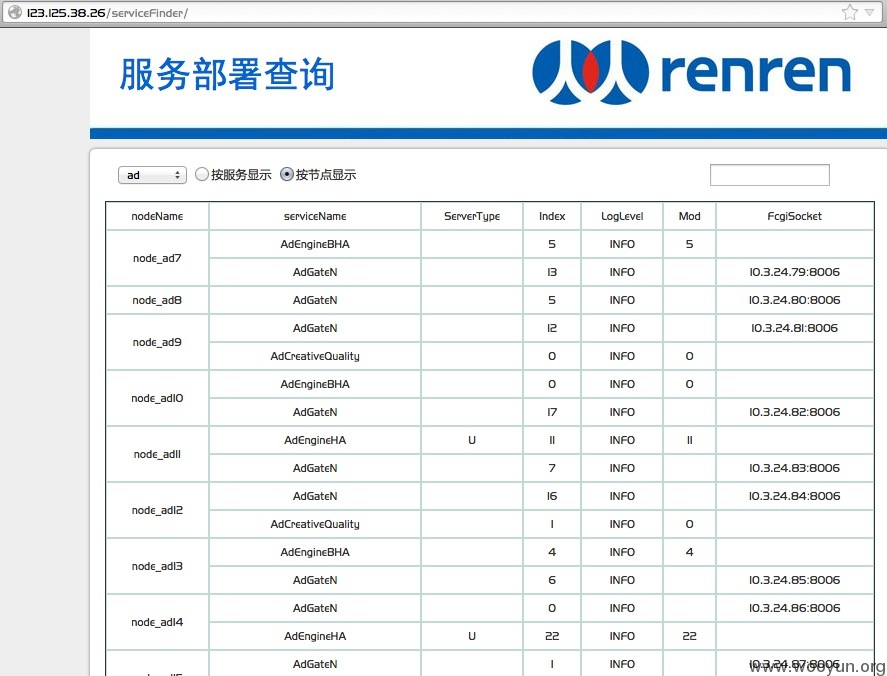 123.125.38.26/serviceFinder/
服务部署查询
renren
ad 按服务显示 按节点显示
nodeName serviceName ServerType Index LogLevel Mod FcgiSocket
node_ad7 AdEngineBHA 5 INFO 5
AdGateN 13 INFO 10.3.24.79:8006
node_ad8 AdGateN 5 INFO 10.3.24.80:8006
node_ad9 AdGateN 12 INFO 10.3.24.81:8006
AdCreativeQuality 0 INFO 0
node_ad10 AdEngineBHA 0 INFO 0
AdGateN 17 INFO 10.3.24.82:8006
node_ad11 AdEngineHA U 11 INFO 11
AdGateN 7 INFO 10.3.24.83:8006
node_ad12 AdGateN 16 INFO 10.3.24.84:8006
AdCreativeQuality 1 INFO 0
node_ad13 AdEngineBHA 4 INFO 4
AdGateN 6 INFO 10.3.24.85:8006
node_ad14 AdGateN 0 INFO 10.3.24.86:8006
AdEngineHA U 22 INFO 22
AdGateN 1 INFO 10.3.24.87:8006
www.wooyun.org